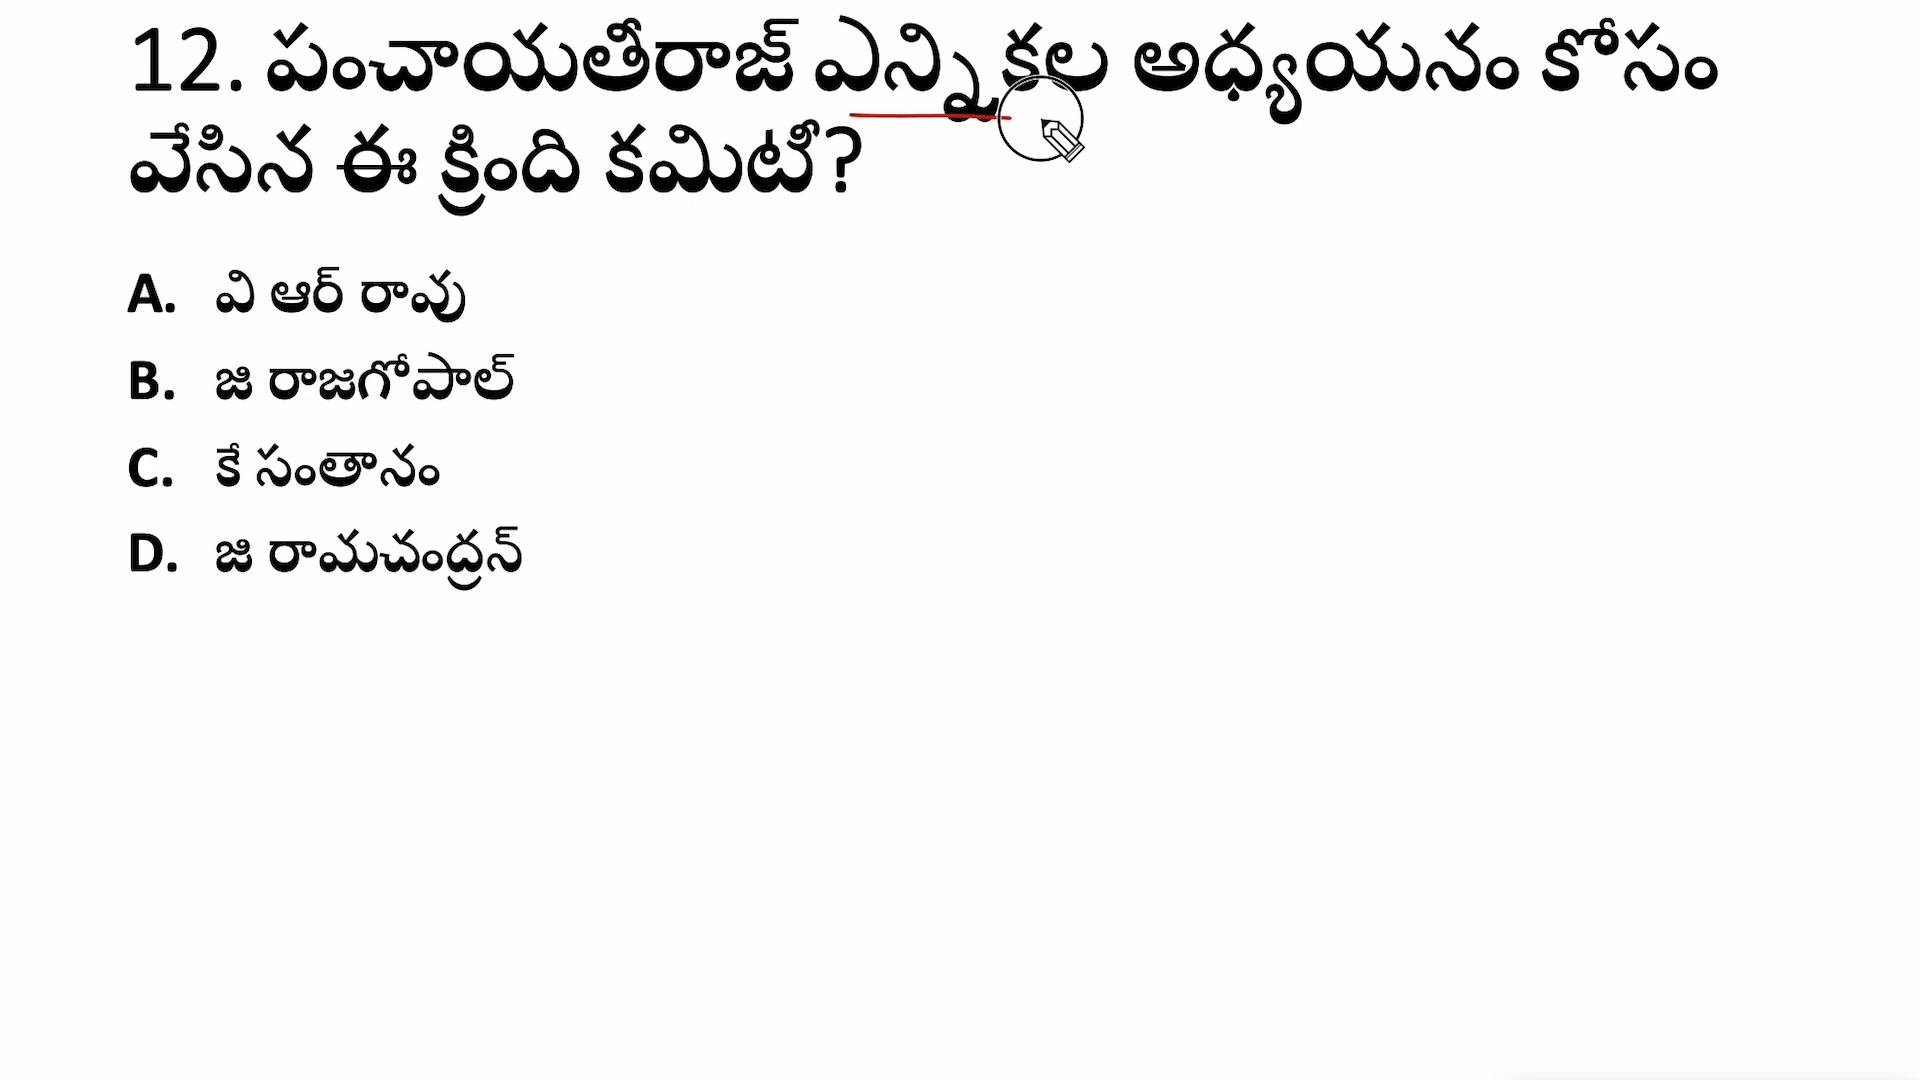 12. పంచాయతీరాజ్ ఎన్నికల అధ్యయనం కోసం
వేసిన ఈ క్రింది కమిటీ?
A. వి ఆర్ రావు
B. జి రాజగోపాల్
C. కే సంతానం
D. జి రామచంద్రన్